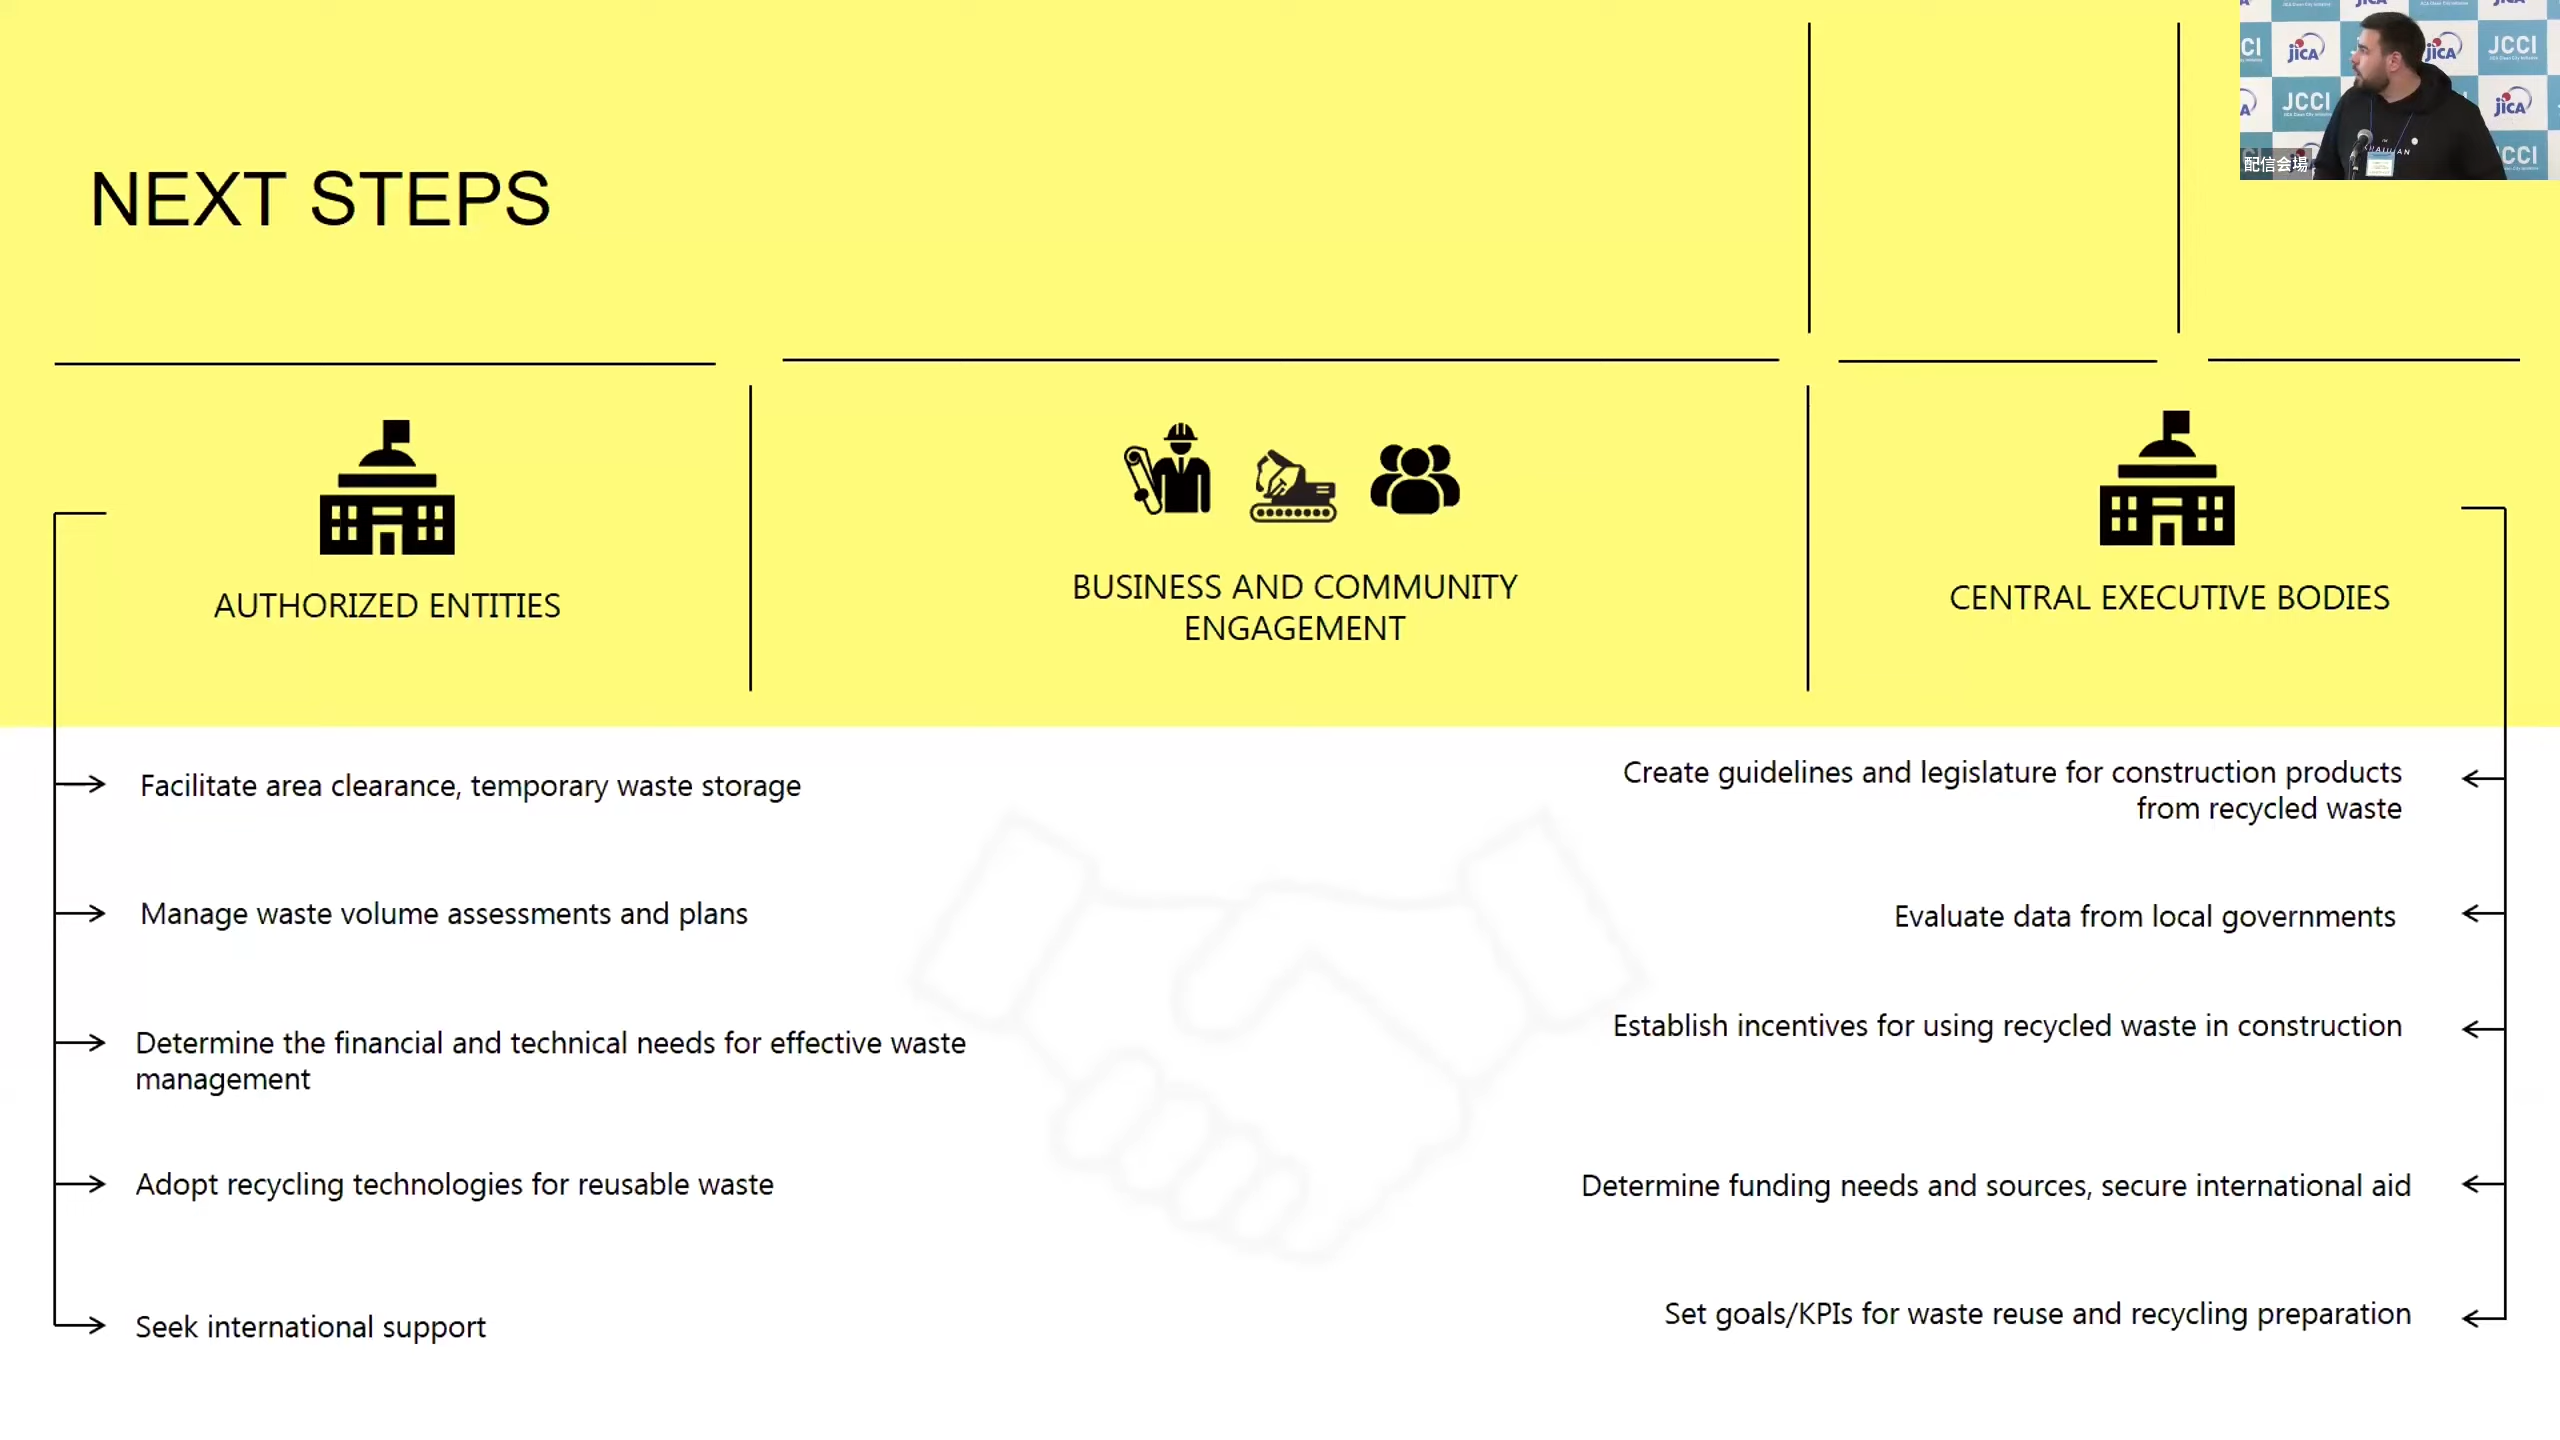 NEXT STEPS
AUTHORIZED ENTITIES
BUSINESS AND COMMUNITY
ENGAGEMENT
CENTRAL EXECUTIVE BODIES
Facilitate area clearance, temporary waste storage
Manage waste volume assessments and plans
Determine the financial and technical needs for effective waste
management
Adopt recycling technologies for reusable waste
Seek international support
Create guidelines and legislature for construction products
from recycled waste
Evaluate data from local governments
Establish incentives for using recycled waste in construction
Determine funding needs and sources, secure international aid
Set goals/KPIs for waste reuse and recycling preparation
jICA
jICA
JCCI
JCCI
jICA
配信会場